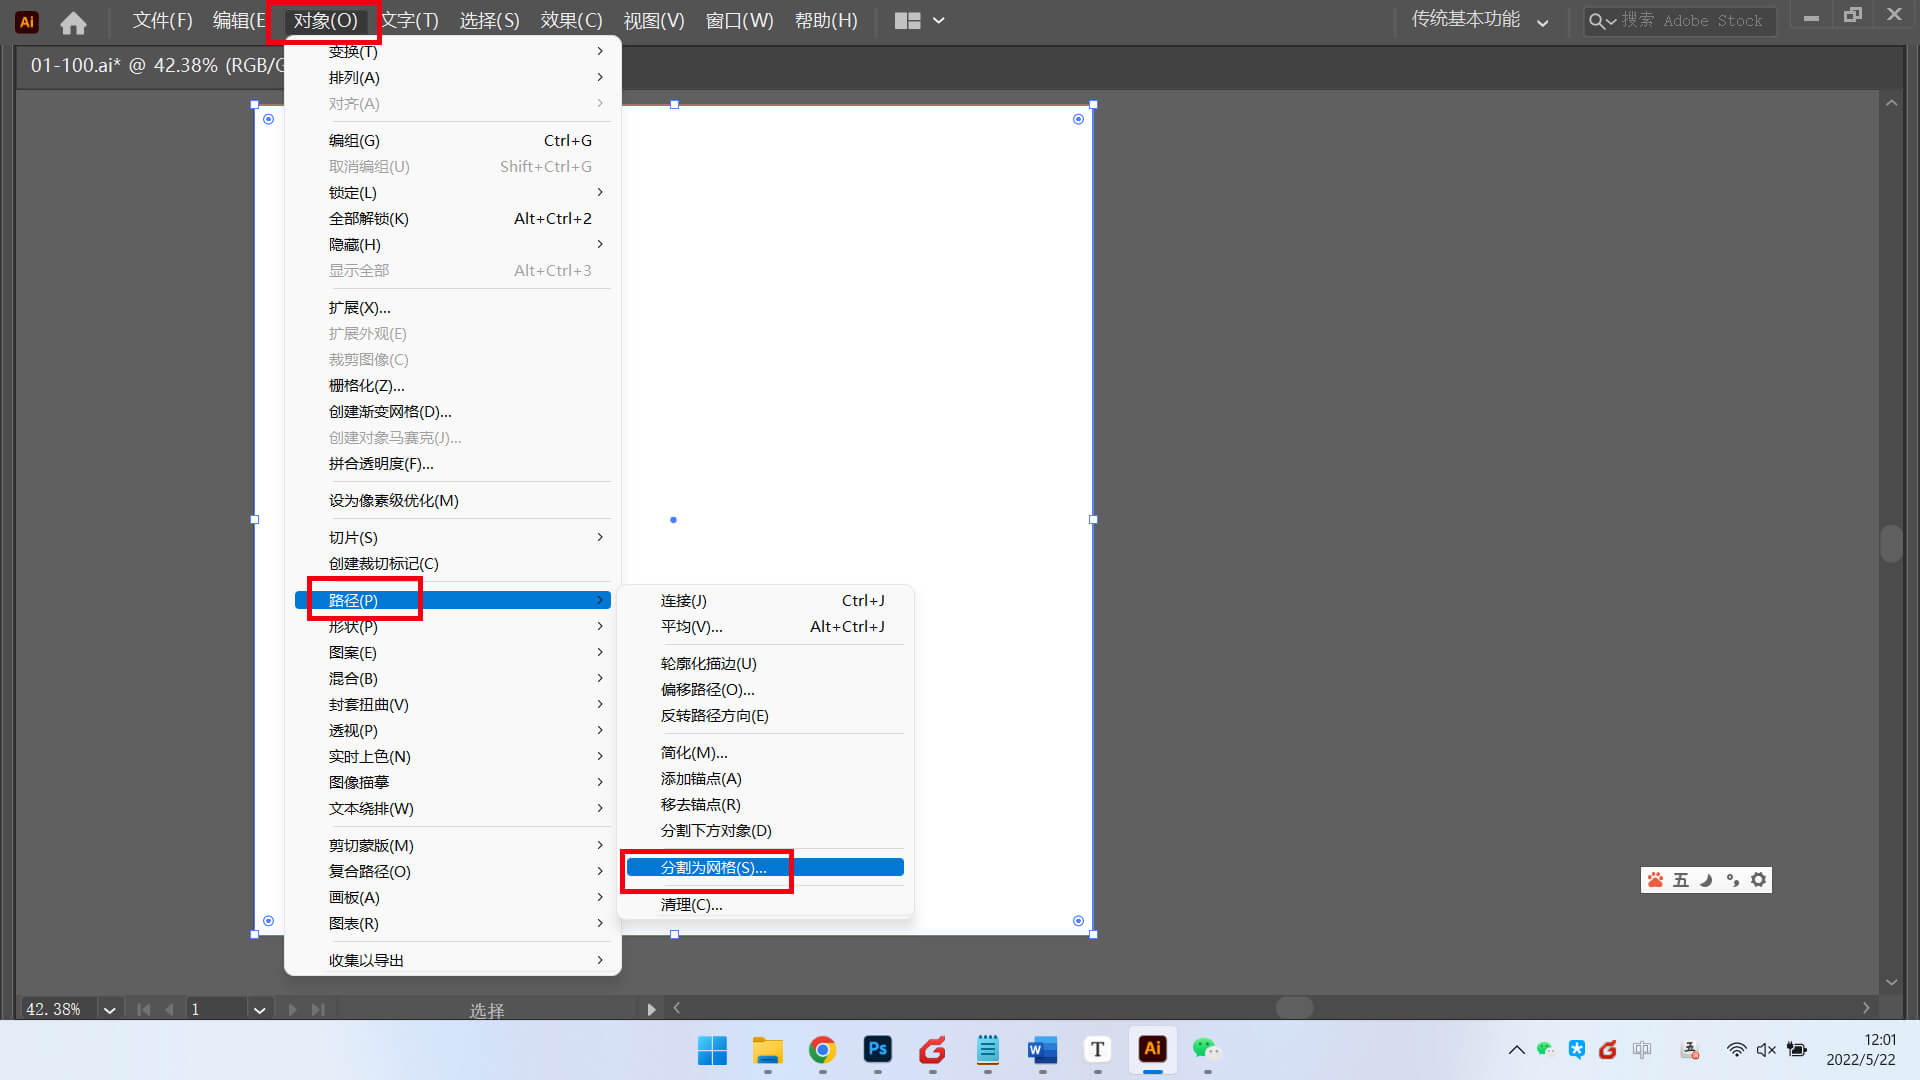 Ai 文件(F) 编辑(E 对象(O) 文字(T) 选择(S) 效果(C) 视图(V) 窗口(W) 帮助(H) 传统基本功能 搜索 Adobe Stock
01-100.ai* @ 42.38% (RGB/G
变换(T)
排列(A)
对齐(A)
编组(G) Ctrl+G
取消编组(U) Shift+Ctrl+G
锁定(L)
全部解锁(K) Alt+Ctrl+2
隐藏(H)
显示全部 Alt+Ctrl+3
扩展(X)...
扩展外观(E)
裁剪图像(C)
栅格化(Z)...
创建渐变网格(D)...
创建对象马赛克(J)...
拼合透明度(F)...
设为像素级优化(M)
切片(S)
创建裁切标记(C)
路径(P)
形状(P)
图案(E)
混合(B)
封套扭曲(V)
透视(P)
实时上色(N)
图像描摹
文本绕排(W)
剪切蒙版(M)
复合路径(O)
画板(A)
图表(R)
收集以导出
连接(J) Ctrl+J
平均(V)... Alt+Ctrl+J
轮廓化描边(U)
偏移路径(O)...
反转路径方向(E)
简化(M)...
添加锚点(A)
移去锚点(R)
分割下方对象(D)
分割为网格(S)...
清理(C)...
五
42.38% 1 选择
Ps W T Ai 中 五 12:01
2022/5/22